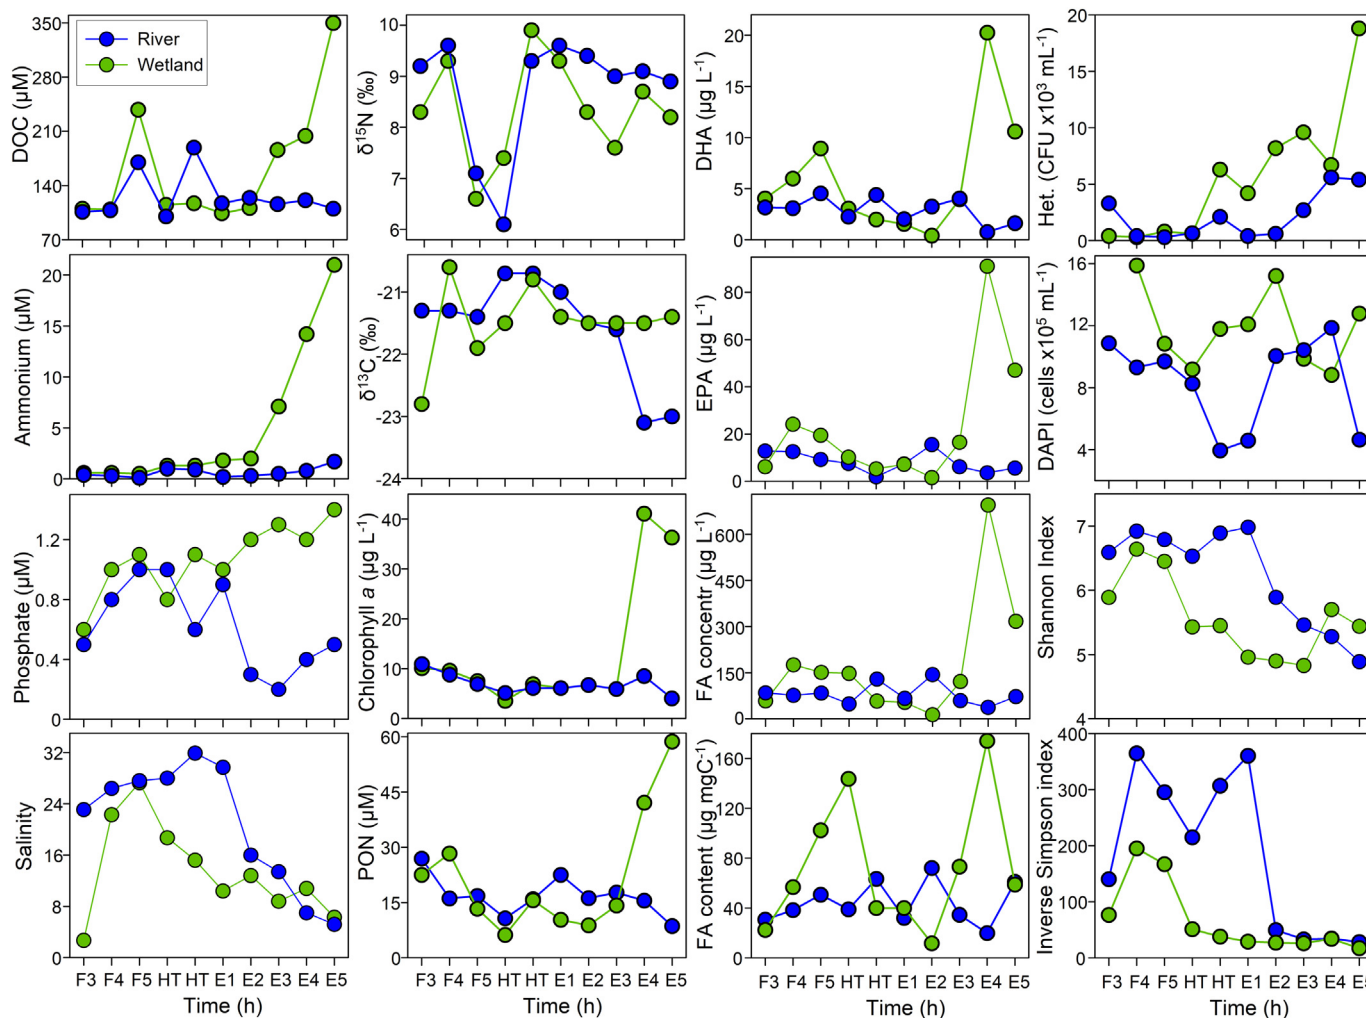 River
Wetland
DOC (µM)
350
290
230
170
110
70
δ¹⁵N (‰)
10
9
8
7
6
DHA (µg L⁻¹)
20
15
10
5
0
Het. (CFU x10³ mL⁻¹)
20
15
10
5
0
Ammonium (µM)
20
15
10
5
0
δ¹³C (‰)
-21
-22
-23
-24
EPA (µg L⁻¹)
80
60
40
20
0
DAPI (cells x10⁵ mL⁻¹)
16
12
8
4
Phosphate (µM)
1.2
0.8
0.4
0
Chlorophyll a (µg L⁻¹)
40
30
20
10
0
FA concentr (µg L⁻¹)
600
450
300
150
0
Shannon Index
7
6
5
4
Salinity
32
24
16
8
0
PON (µM)
60
45
30
15
0
FA content (µg mgC⁻¹)
160
120
80
40
0
Inverse Simpson index
400
300
200
100
0
F3 F4 F5 HT HT E1 E2 E3 E4 E5
F3 F4 F5 HT HT E1 E2 E3 E4 E5
F3 F4 F5 HT HT E1 E2 E3 E4 E5
F3 F4 F5 HT HT E1 E2 E3 E4 E5
Time (h)
Time (h)
Time (h)
Time (h)